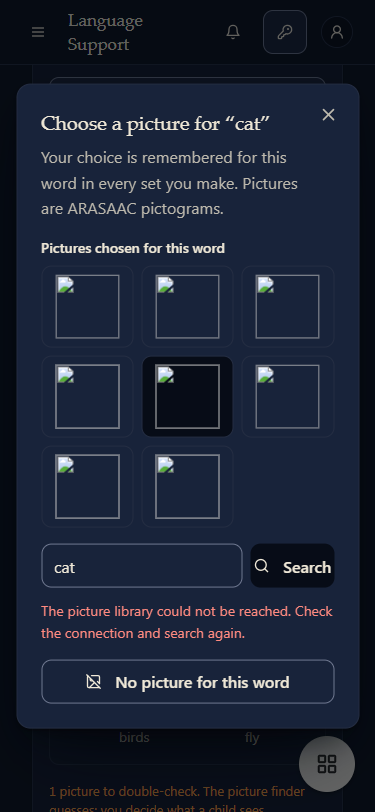 Language
Support
Choose a picture for “cat”
Your choice is remembered for this
word in every set you make. Pictures
are ARASAAC pictograms.
Pictures chosen for this word
cat
Search
The picture library could not be reached. Check
the connection and search again.
No picture for this word
birds
fly
1 picture to double-check. The picture finder
guesses; you decide what a child sees.